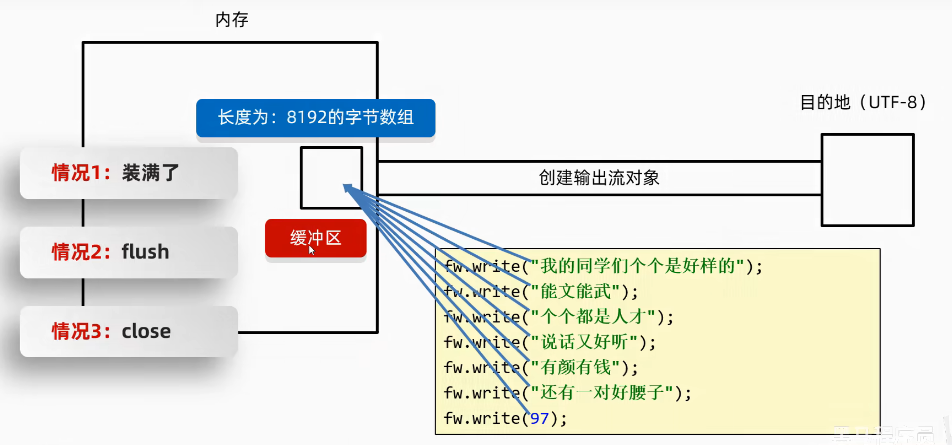 内存
长度为：8192的字节数组
目的地（UTF-8）
情况1：装满了
创建输出流对象
缓冲区
情况2：flush
情况3：close
fw.write("我的同学们个个是好样的");
fw.write("能文能武");
fw.write("个个都是人才");
fw.write("说话又好听");
fw.write("有颜有钱");
fw.write("还有一对好腰子");
fw.write(97);